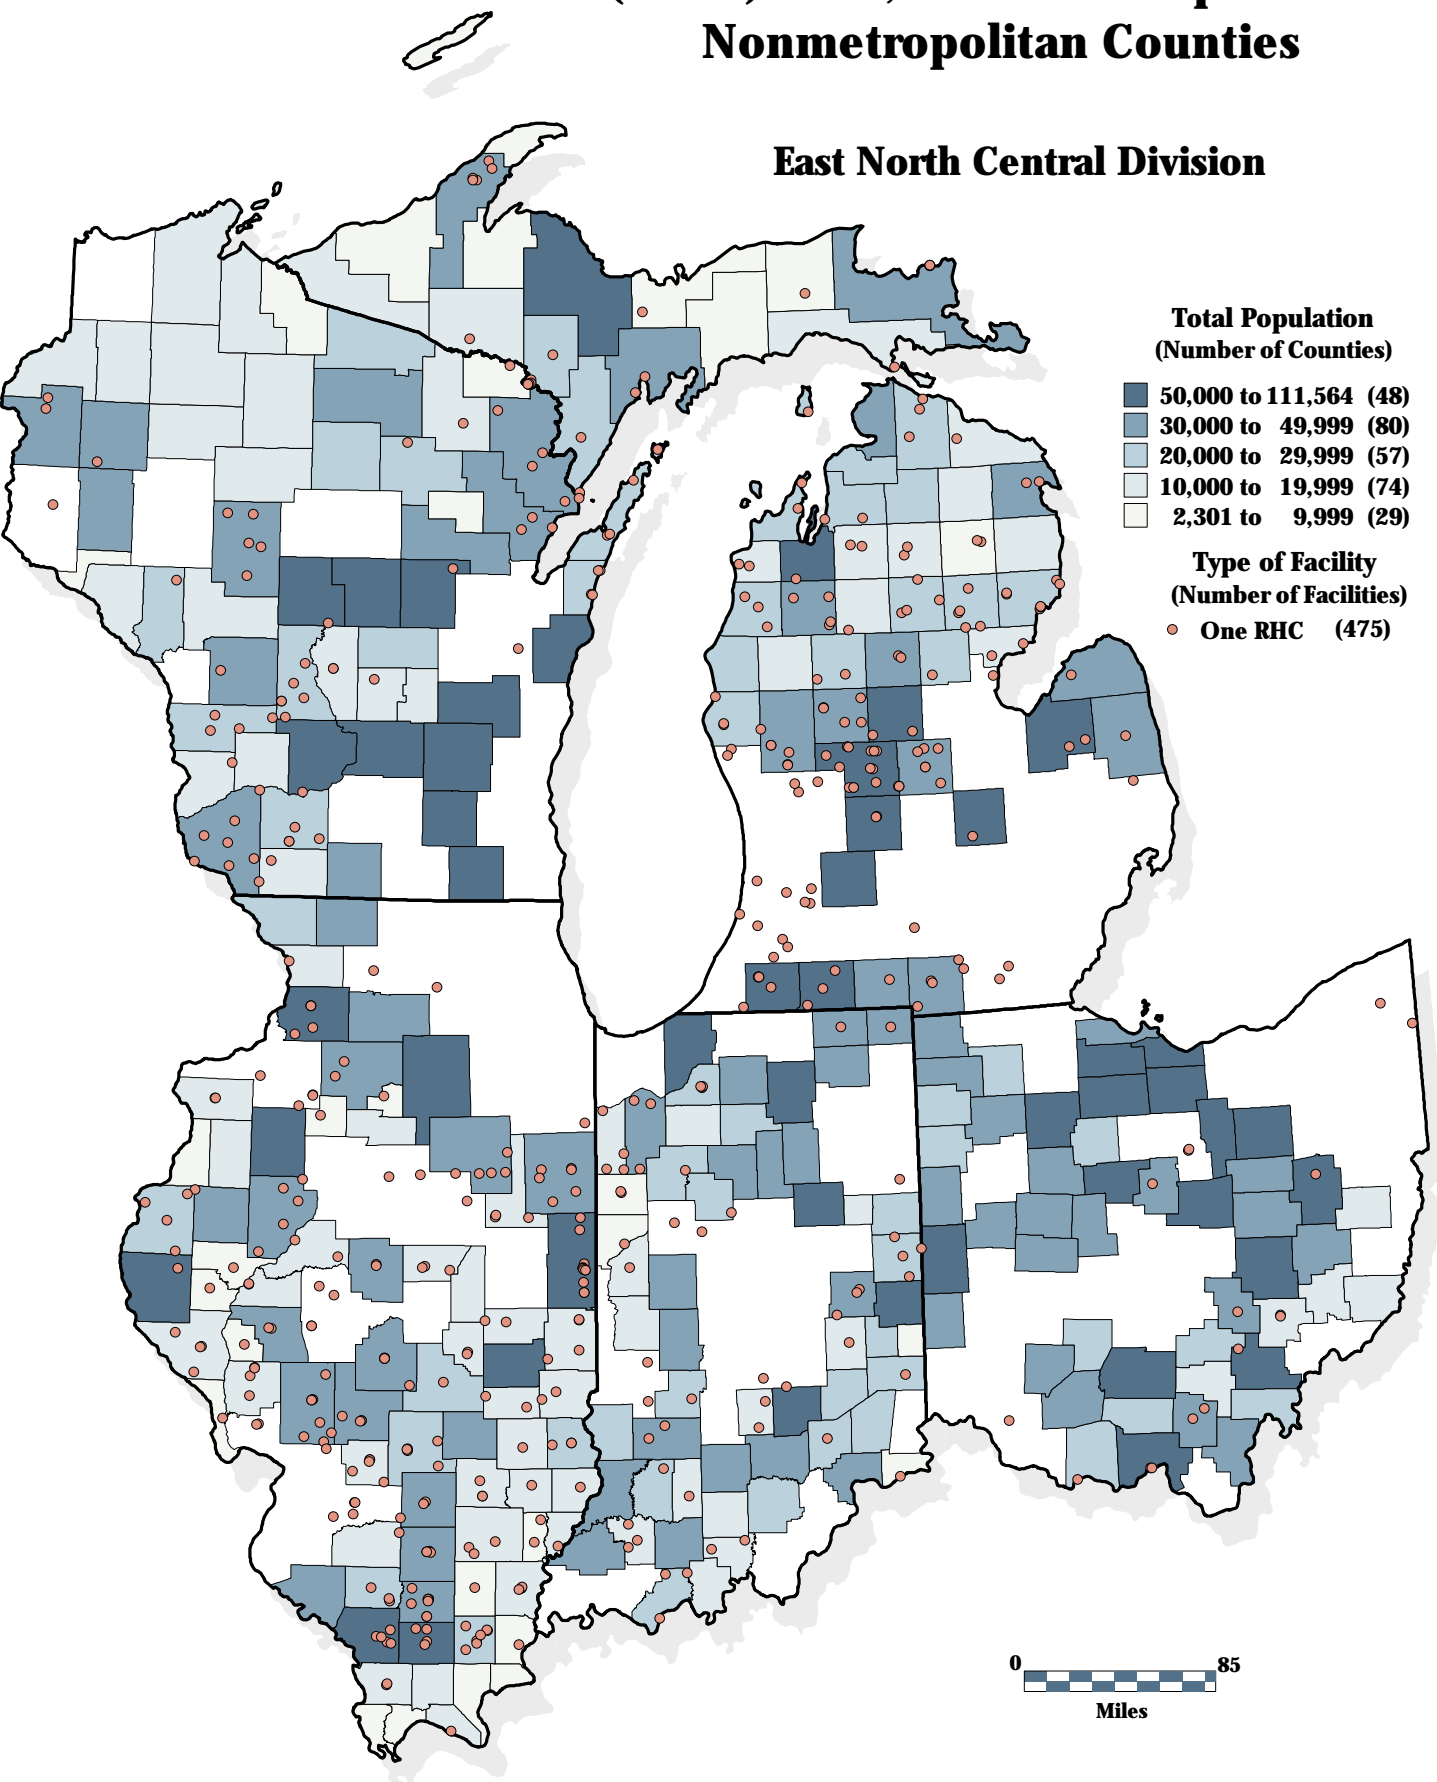 Nonmetropolitan Counties
East North Central Division
Total Population
(Number of Counties)
50,000 to 111,564 (48)
30,000 to 49,999 (80)
20,000 to 29,999 (57)
10,000 to 19,999 (74)
2,301 to 9,999 (29)
Type of Facility
(Number of Facilities)
One RHC (475)
0 85
Miles